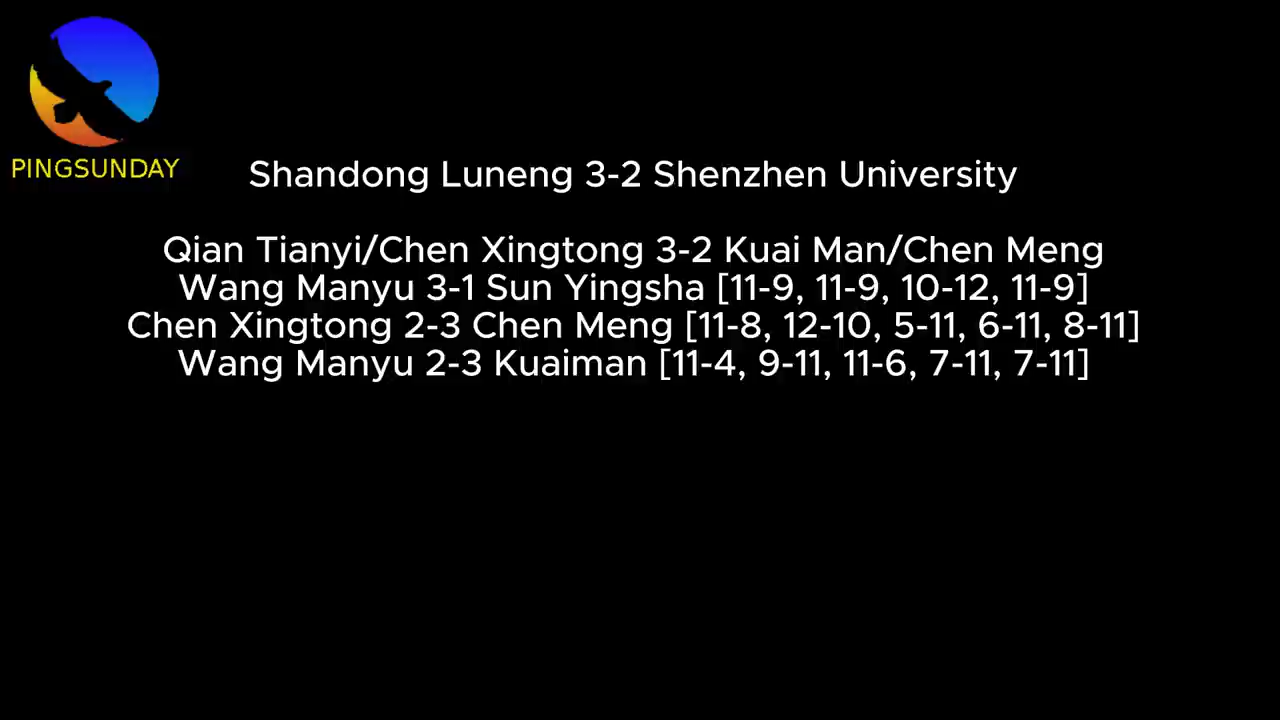 PINGSUNDAY
Shandong Luneng 3-2 Shenzhen University
Qian Tianyi/Chen Xingtong 3-2 Kuai Man/Chen Meng
Wang Manyu 3-1 Sun Yingsha [11-9, 11-9, 10-12, 11-9]
Chen Xingtong 2-3 Chen Meng [11-8, 12-10, 5-11, 6-11, 8-11]
Wang Manyu 2-3 Kuaiman [11-4, 9-11, 11-6, 7-11, 7-11]